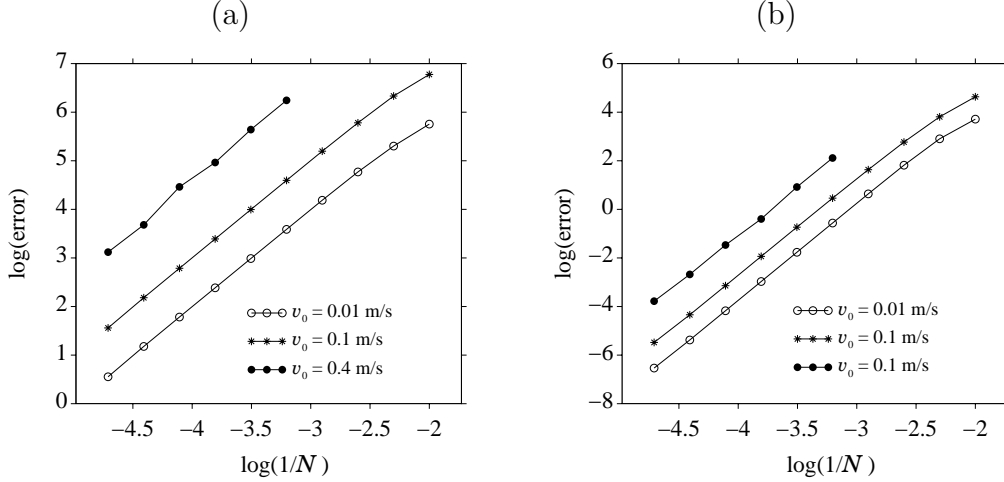 (a)
7
6
5
4
3
2
1
0
log(error)
v0 = 0.01 m/s
v0 = 0.1 m/s
v0 = 0.4 m/s
−4.5 −4 −3.5 −3 −2.5 −2
log(1/N )
(b)
6
4
2
0
−2
−4
−6
−8
log(error)
v0 = 0.01 m/s
v0 = 0.1 m/s
v0 = 0.1 m/s
−4.5 −4 −3.5 −3 −2.5 −2
log(1/N )